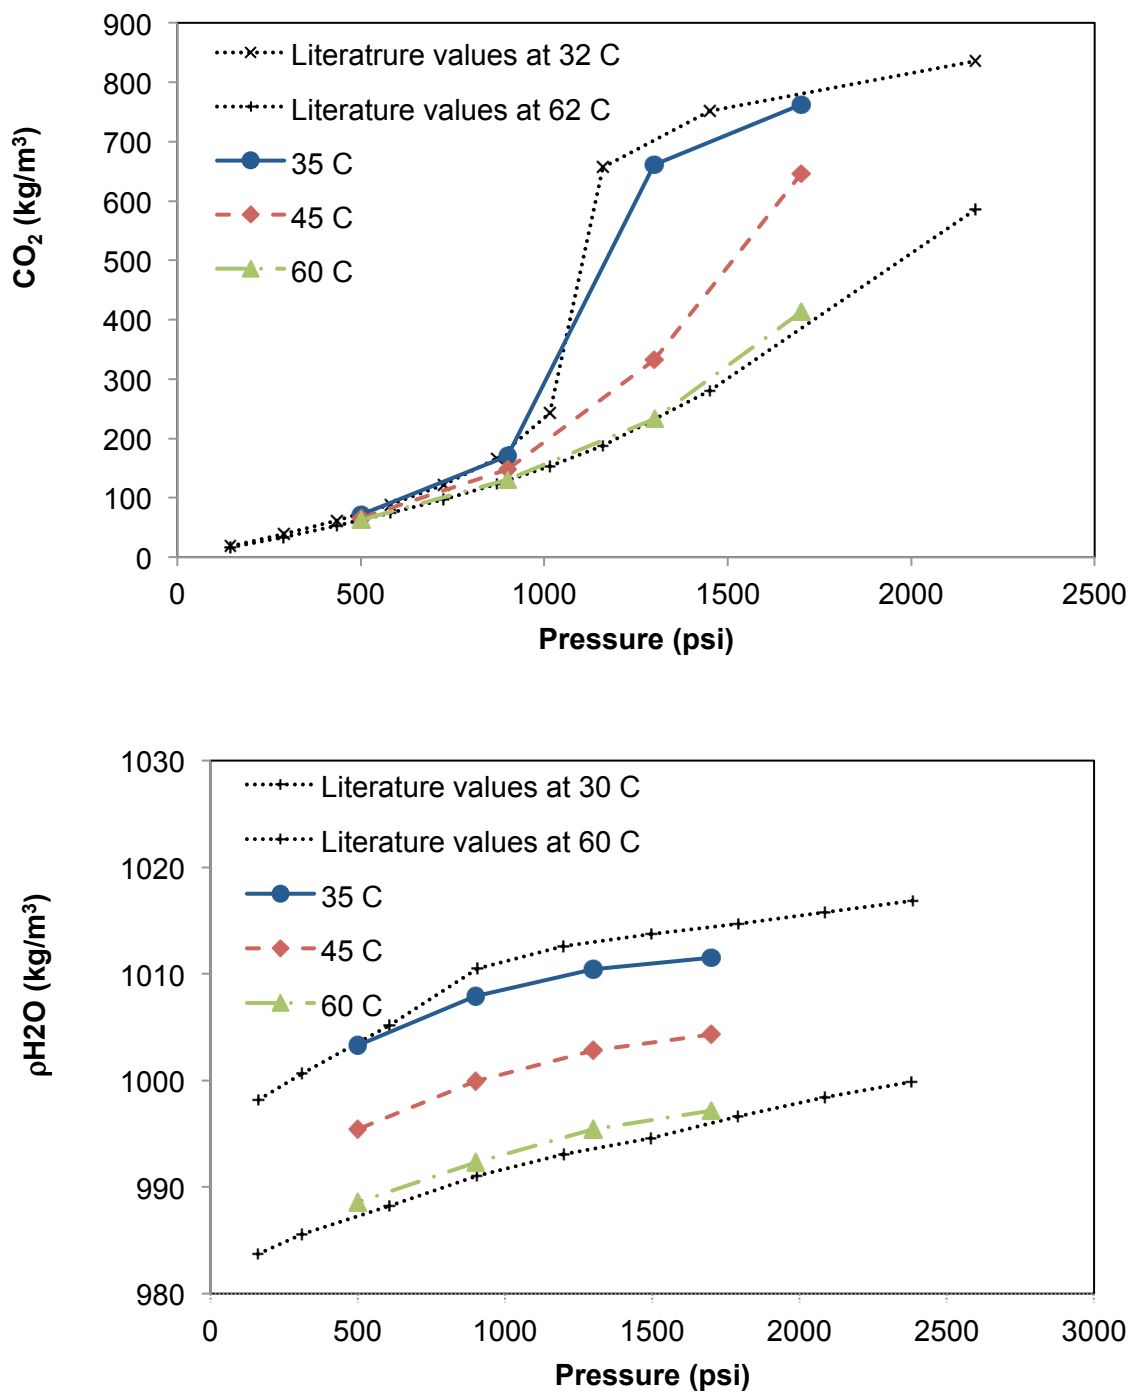 900
800
700
600
500
400
300
200
100
0
CO2 (kg/m3)
Literatrure values at 32 C
Literature values at 62 C
35 C
45 C
60 C
0 500 1000 1500 2000 2500
Pressure (psi)
1030
1020
1010
1000
990
980
ρH2O (kg/m3)
Literature values at 30 C
Literature values at 60 C
35 C
45 C
60 C
0 500 1000 1500 2000 2500 3000
Pressure (psi)